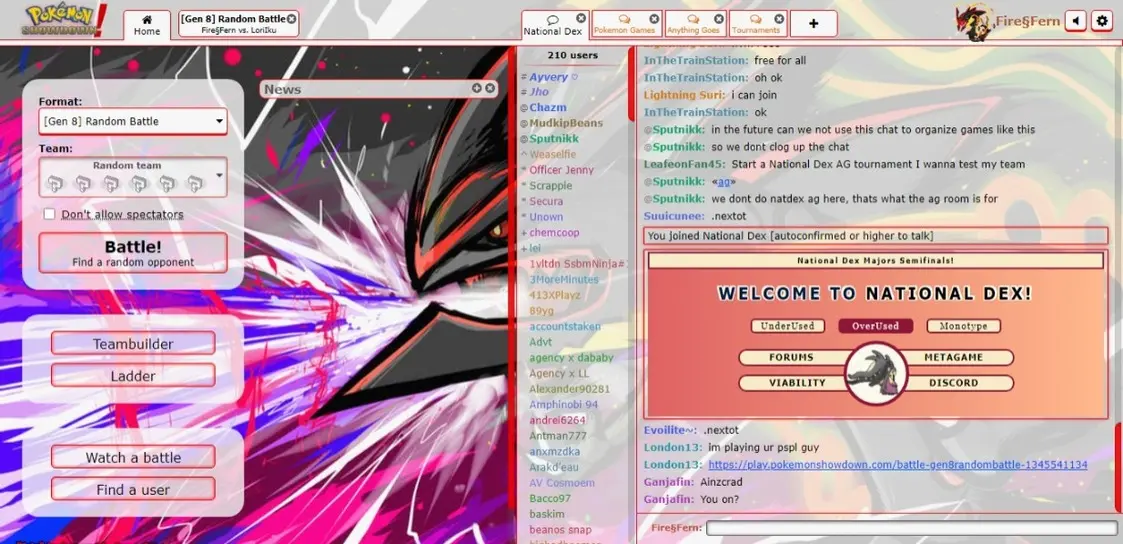 Pokémon
SHOWDOWN!
Home
[Gen 8] Random Battle
Fire§Fern vs. Lori1ku
National Dex
Pokemon Games
Anything Goes
Tournaments
+
Fire§Fern
Format:
[Gen 8] Random Battle
Team:
Random team
Don't allow spectators
Battle!
Find a random opponent
Teambuilder
Ladder
Watch a battle
Find a user
News
210 users
# Ayvery
# Jho
@ Chazm
@ MudkipBeans
@ Sputnikk
^ Weaselfie
* Officer Jenny
* Scrapple
* Secura
* Unown
+ chemcoop
+ lei
1vltdn SsbmNinja#
3MoreMinutes
413XPlayz
89yg
accountstaken
Advt
agency x dababy
Agency x LL
Alexander90281
Amphinobi 94
andrei6264
Antman777
anxmzdka
Arakd'eau
AV Cosmoem
Bacco97
baskim
beanos snap
InTheTrainStation: free for all
InTheTrainStation: oh ok
Lightning Suri: i can join
InTheTrainStation: ok
@Sputnikk: in the future can we not use this chat to organize games like this
@Sputnikk: so we dont clog up the chat
LeafeonFan45: Start a National Dex AG tournament I wanna test my team
@Sputnikk: «ag»
@Sputnikk: we dont do natdex ag here, thats what the ag room is for
Suuicunee: .nextot
You joined National Dex [autoconfirmed or higher to talk]
National Dex Majors Semifinals!
WELCOME TO NATIONAL DEX!
UnderUsed OverUsed Monotype
FORUMS METAGAME
VIABILITY DISCORD
Evoilite~: .nextot
London13: im playing ur pspl guy
London13: https://play.pokemonshowdown.com/battle-gen8randombattle-1345541134
Ganjafin: Ainzcrad
Ganjafin: You on?
Fire§Fern: